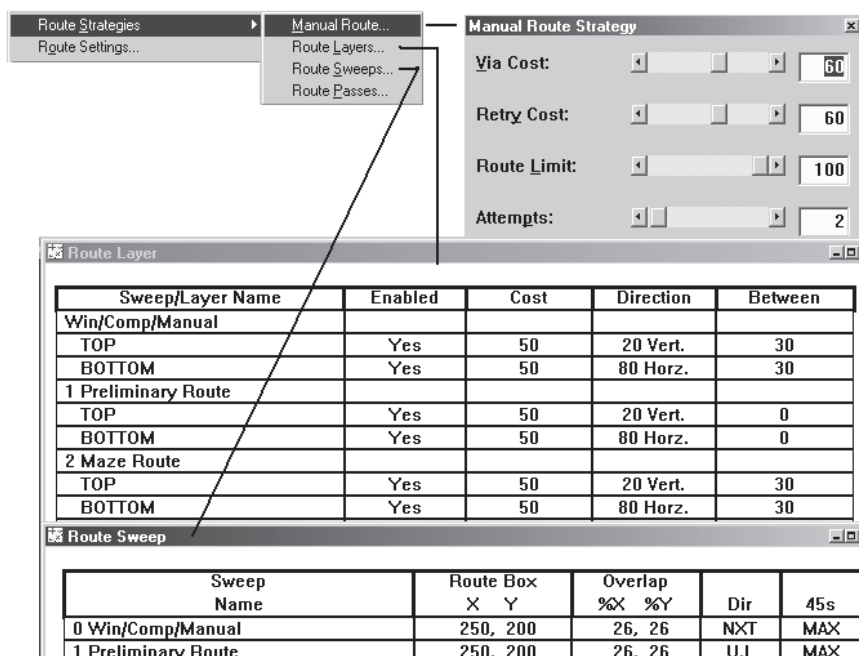 Route Strategies
Route Settings...
Manual Route...
Route Layers...
Route Sweeps...
Route Passes...
Manual Route Strategy
Via Cost: 60
Retry Cost: 60
Route Limit: 100
Attempts: 2
Route Layer
Sweep/Layer Name Enabled Cost Direction Between
Win/Comp/Manual
TOP Yes 50 20 Vert. 30
BOTTOM Yes 50 80 Horz. 30
1 Preliminary Route
TOP Yes 50 20 Vert. 0
BOTTOM Yes 50 80 Horz. 0
2 Maze Route
TOP Yes 50 20 Vert. 30
BOTTOM Yes 50 80 Horz. 30
Route Sweep
Sweep Route Box Overlap
Name X Y %X %Y Dir 45s
0 Win/Comp/Manual 250, 200 26, 26 NXT MAX
1 Preliminary Route 250, 200 26, 26 MAX